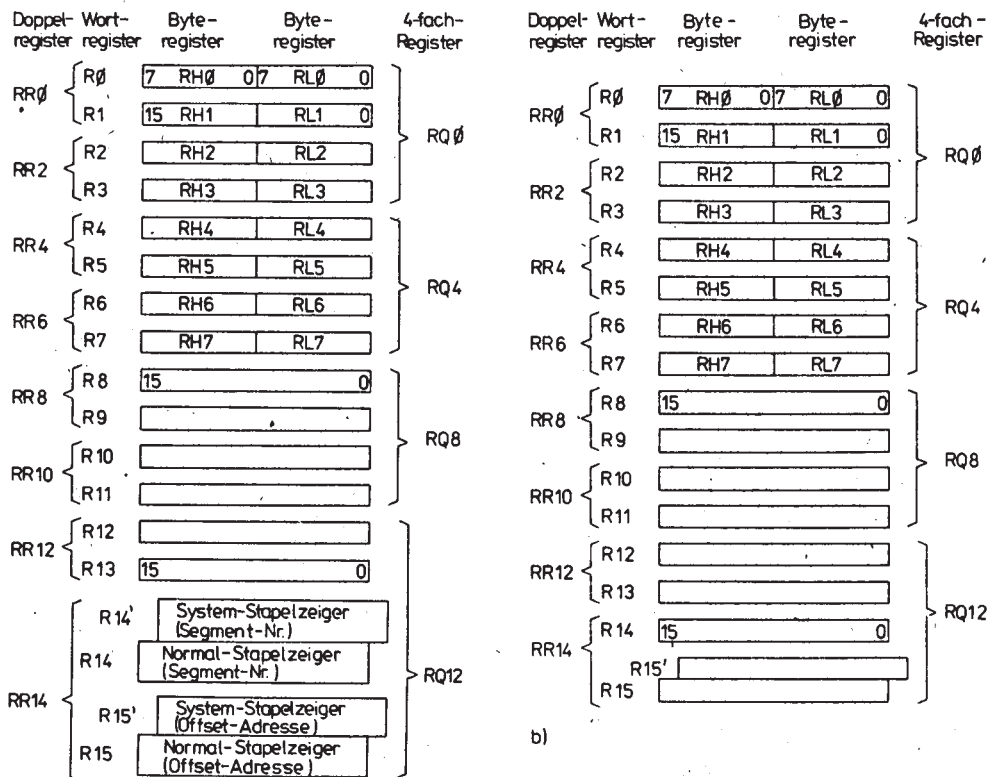 Doppel- Wort- Byte- Byte- 4-fach-
register register register register Register
RRØ RØ 7 RHØ 0 7 RLØ 0
R1 15 RH1 RL1 0
RQØ
RR2 R2 RH2 RL2
R3 RH3 RL3
RR4 R4 RH4 RL4
R5 RH5 RL5
RQ4
RR6 R6 RH6 RL6
R7 RH7 RL7
RR8 R8 15 0
R9
RQ8
RR10 R10
R11
RR12 R12
R13 15 0
R14' System-Stapelzeiger
(Segment-Nr.)
R14 Normal-Stapelzeiger
(Segment-Nr.)
RQ12
RR14
R15' System-Stapelzeiger
(Offset-Adresse)
R15 Normal-Stapelzeiger
(Offset-Adresse)
Doppel- Wort- Byte- Byte- 4-fach-
register register register register Register
RRØ RØ 7 RHØ 0 7 RLØ 0
R1 15 RH1 RL1 0
RQØ
RR2 R2 RH2 RL2
R3 RH3 RL3
RR4 R4 RH4 RL4
R5 RH5 RL5
RQ4
RR6 R6 RH6 RL6
R7 RH7 RL7
RR8 R8 15 0
R9
RQ8
RR10 R10
R11
RR12 R12
R13
RQ12
RR14 R14 15 0
R15'
R15
b)